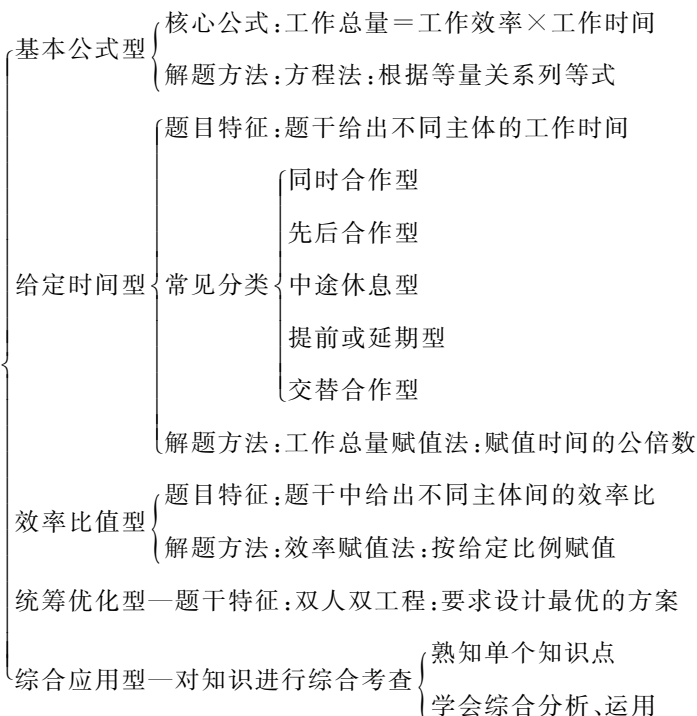 核心公式:工作总量=工作效率×工作时间
基本公式型
解题方法:方程法:根据等量关系列等式
题目特征:题干给出不同主体的工作时间
同时合作型
先后合作型
给定时间型 常见分类 中途休息型
提前或延期型
交替合作型
解题方法:工作总量赋值法:赋值时间的公倍数
题目特征:题干中给出不同主体间的效率比
效率比值型
解题方法:效率赋值法:按给定比例赋值
统筹优化型—题干特征:双人双工程:要求设计最优的方案
熟知单个知识点
综合应用型—对知识进行综合考查
学会综合分析、运用